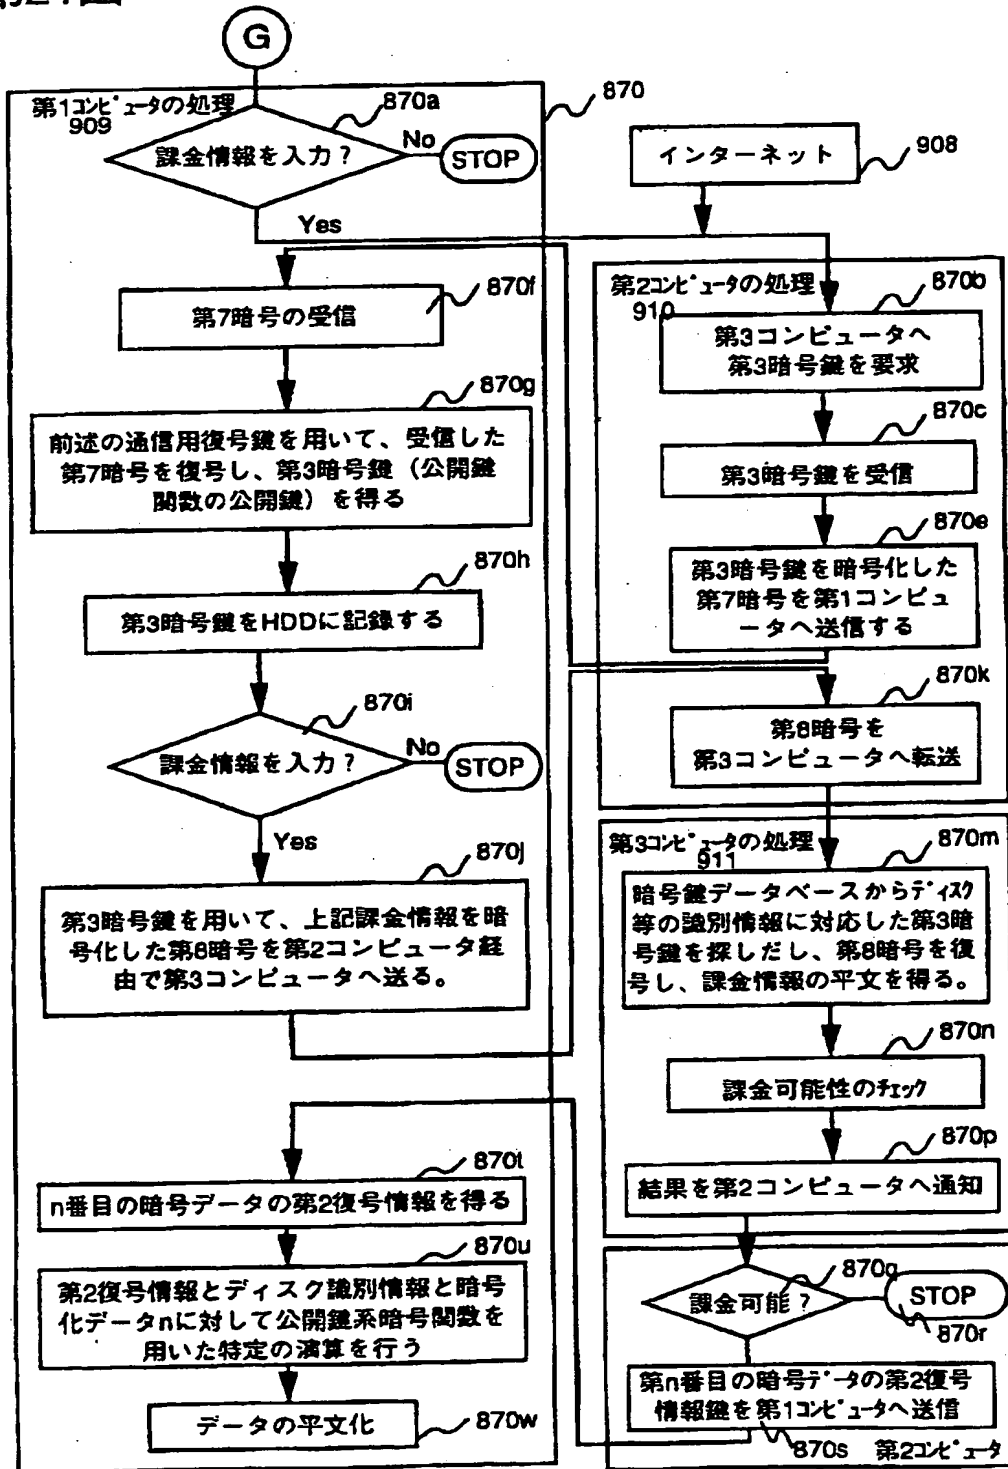 G
第1コンピュータの処理
909
870a
870
課金情報を入力？
No
STOP
Yes
インターネット
908
870f
第7暗号の受信
870g
前述の通信用復号鍵を用いて、受信した
第7暗号を復号し、第3暗号鍵（公開鍵
関数の公開鍵）を得る
870h
第3暗号鍵をHDDに記録する
870i
課金情報を入力？
No
STOP
Yes
870j
第3暗号鍵を用いて、上記課金情報を暗
号化した第8暗号を第2コンピュータ経
由で第3コンピュータへ送る。
第2コンピュータの処理
910
870b
第3コンピュータへ
第3暗号鍵を要求
870c
第3暗号鍵を受信
870e
第3暗号鍵を暗号化した
第7暗号を第1コンピュ
ータへ送信する
870k
第8暗号を
第3コンピュータへ転送
第3コンピュータの処理
911
870m
暗号鍵データベースからディスク
等の識別情報に対応した第3暗
号鍵を探しだし、第8暗号を復
号し、課金情報の平文を得る。
870n
課金可能性のチェック
870p
結果を第2コンピュータへ通知
870q
課金可能？
STOP
870r
第n番目の暗号データの第2復号
情報鍵を第1コンピュータへ送信
870s
第2コンピュータ
870t
n番目の暗号データの第2復号情報を得る
870u
第2復号情報とディスク識別情報と暗号
化データnに対して公開鍵系暗号関数を
用いた特定の演算を行う
データの平文化
870w